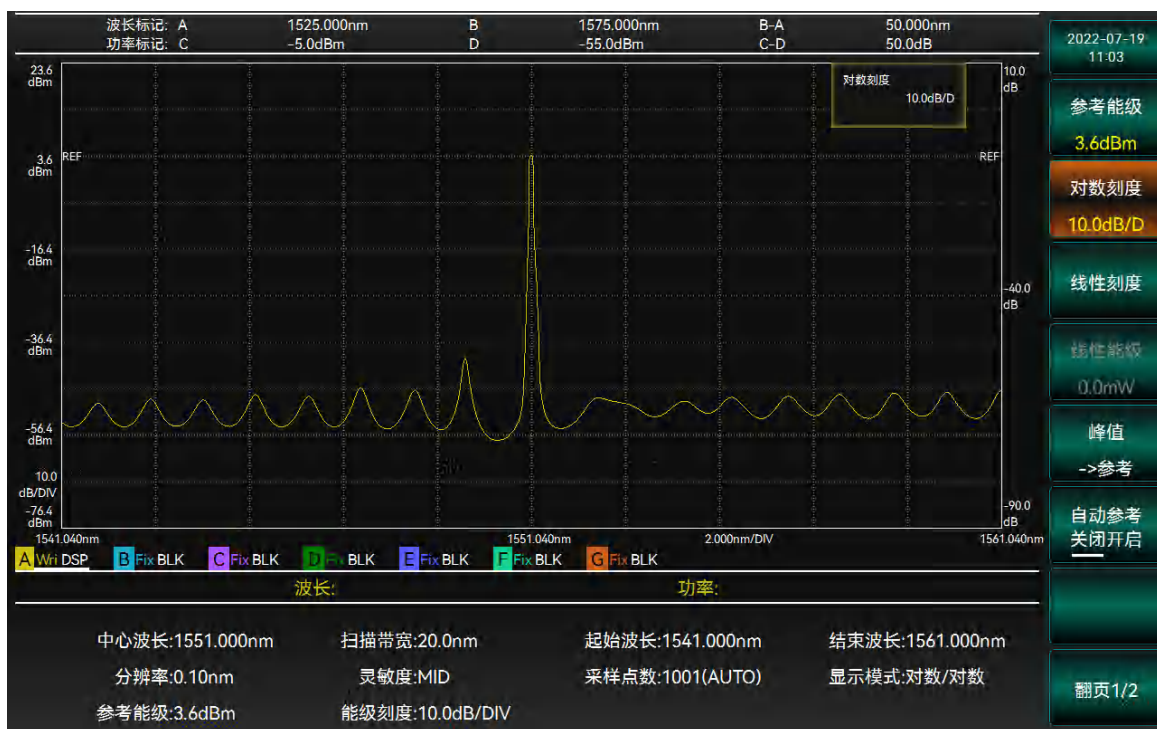 波长标记: A 1525.000nm B 1575.000nm B-A 50.000nm
功率标记: C -5.0dBm D -55.0dBm C-D 50.0dB
2022-07-19
11:03
参考能级
3.6dBm
对数刻度
10.0dB/D
线性刻度
线性能级
0.0mW
峰值
->参考
自动参考
关闭开启
翻页1/2
对数刻度
10.0dB/D
23.6
dBm
3.6
dBm
-16.4
dBm
-36.4
dBm
-56.4
dBm
10.0
dB/DIV
-76.4
dBm
REF
REF
10.0
dB
-40.0
dB
-90.0
dB
1541.040nm 1551.040nm 2.000nm/DIV 1561.040nm
A Wri DSP B Fix BLK C Fix BLK D Fix BLK E Fix BLK F Fix BLK G Fix BLK
波长: 功率:
中心波长:1551.000nm 扫描带宽:20.0nm 起始波长:1541.000nm 结束波长:1561.000nm
分辨率:0.10nm 灵敏度:MID 采样点数:1001(AUTO) 显示模式:对数/对数
参考能级:3.6dBm 能级刻度:10.0dB/DIV